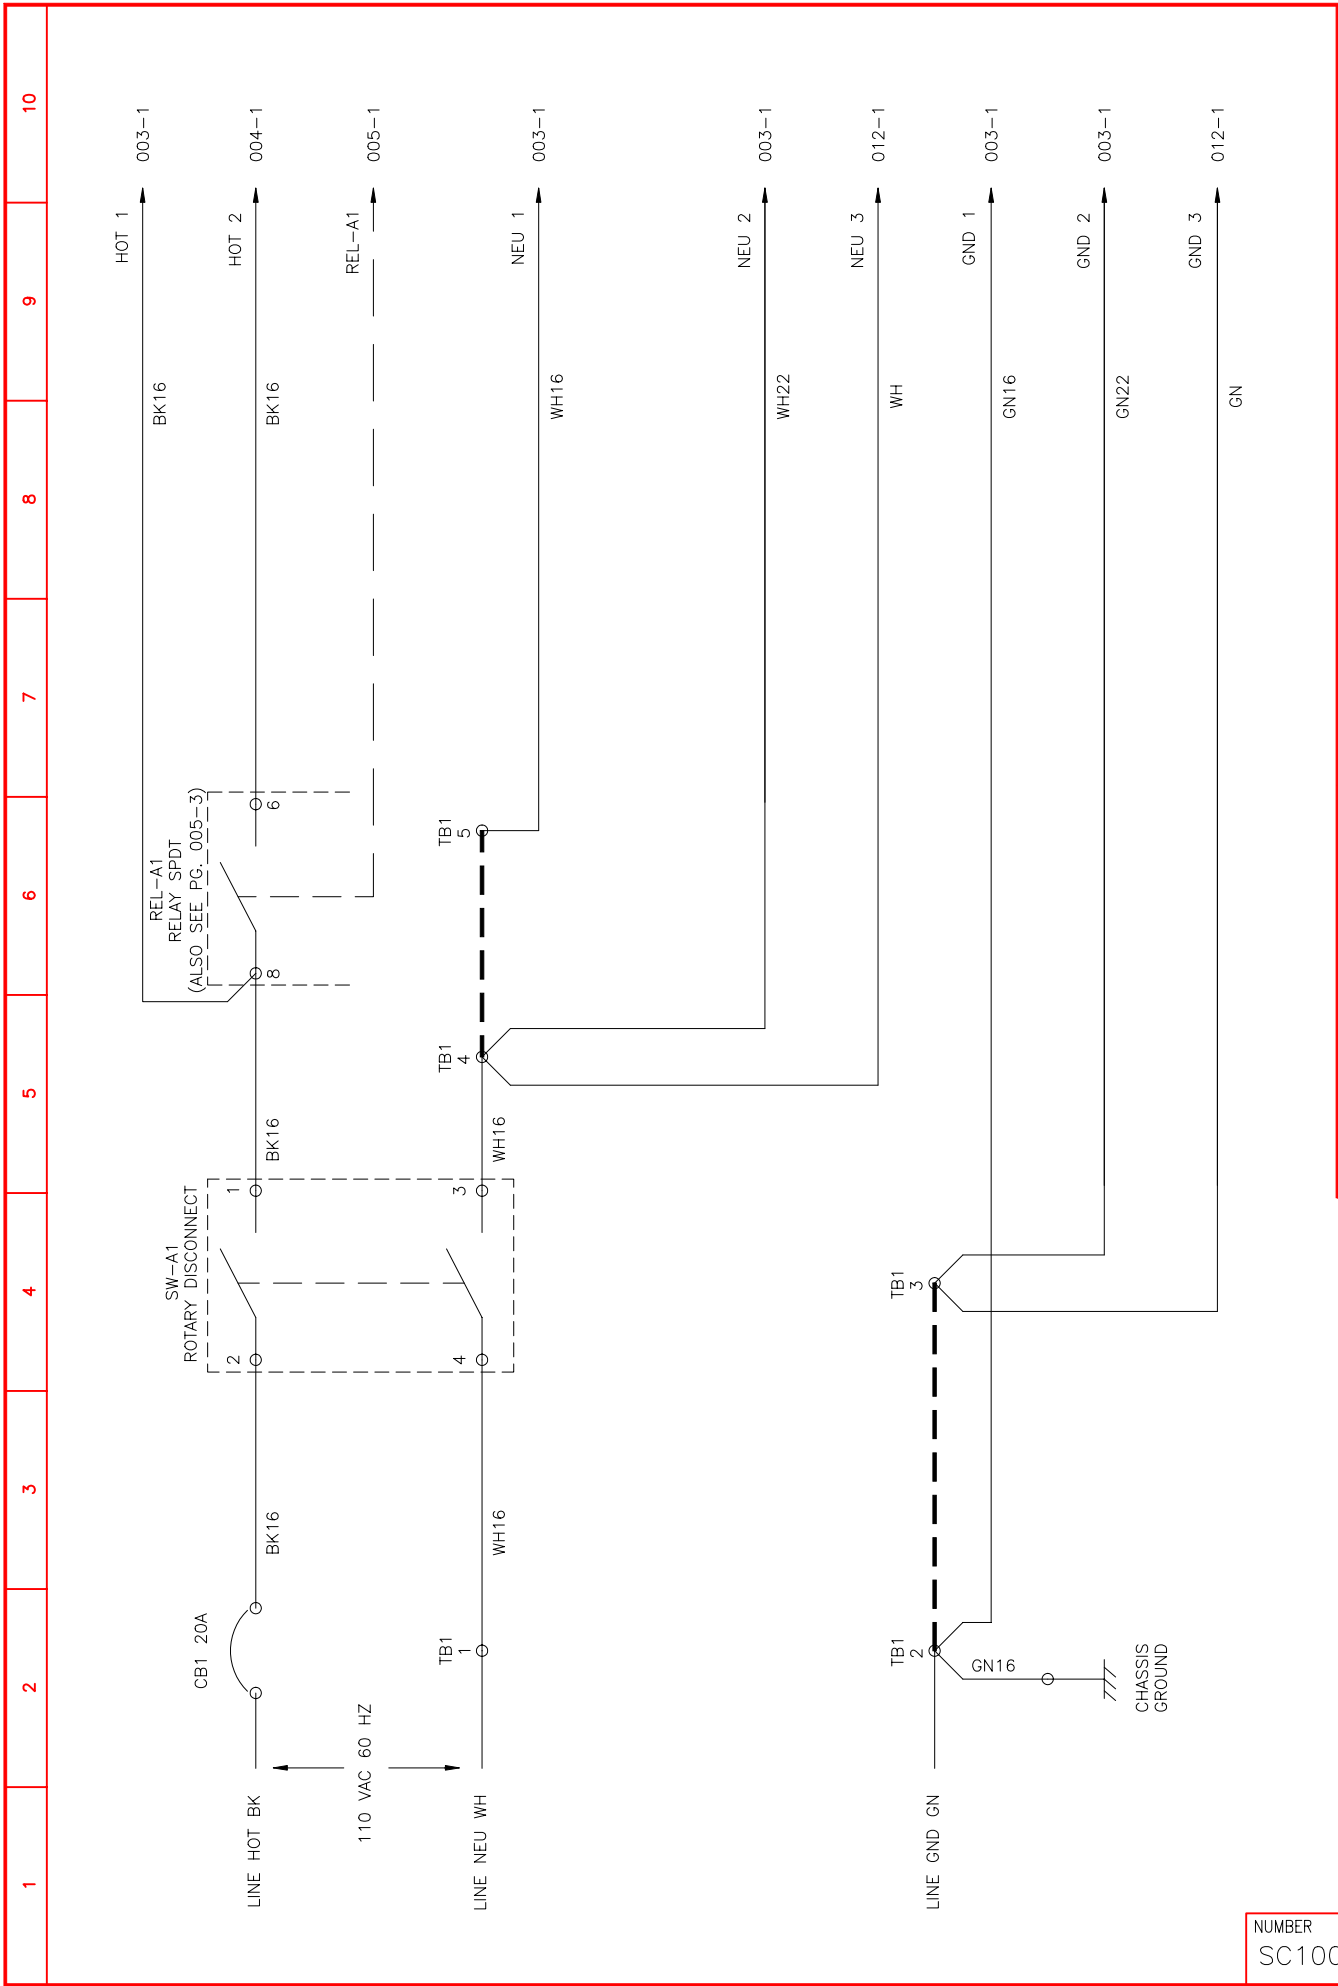 10
9
8
7
6
5
4
3
2
1
003-1
004-1
005-1
003-1
003-1
012-1
003-1
003-1
012-1
HOT 1
HOT 2
REL-A1
NEU 1
NEU 2
NEU 3
GND 1
GND 2
GND 3
BK16
BK16
WH16
WH22
WH
GN16
GN22
GN
REL-A1
RELAY SPDT
(ALSO SEE PG. 005-3)
6
8
TB1
5
TB1
4
BK16
WH16
SW-A1
ROTARY DISCONNECT
1
3
2
4
TB1
3
BK16
WH16
CB1 20A
TB1
1
TB1
2
GN16
CHASSIS
GROUND
110 VAC 60 HZ
LINE HOT BK
LINE NEU WH
LINE GND GN
NUMBER
SC100